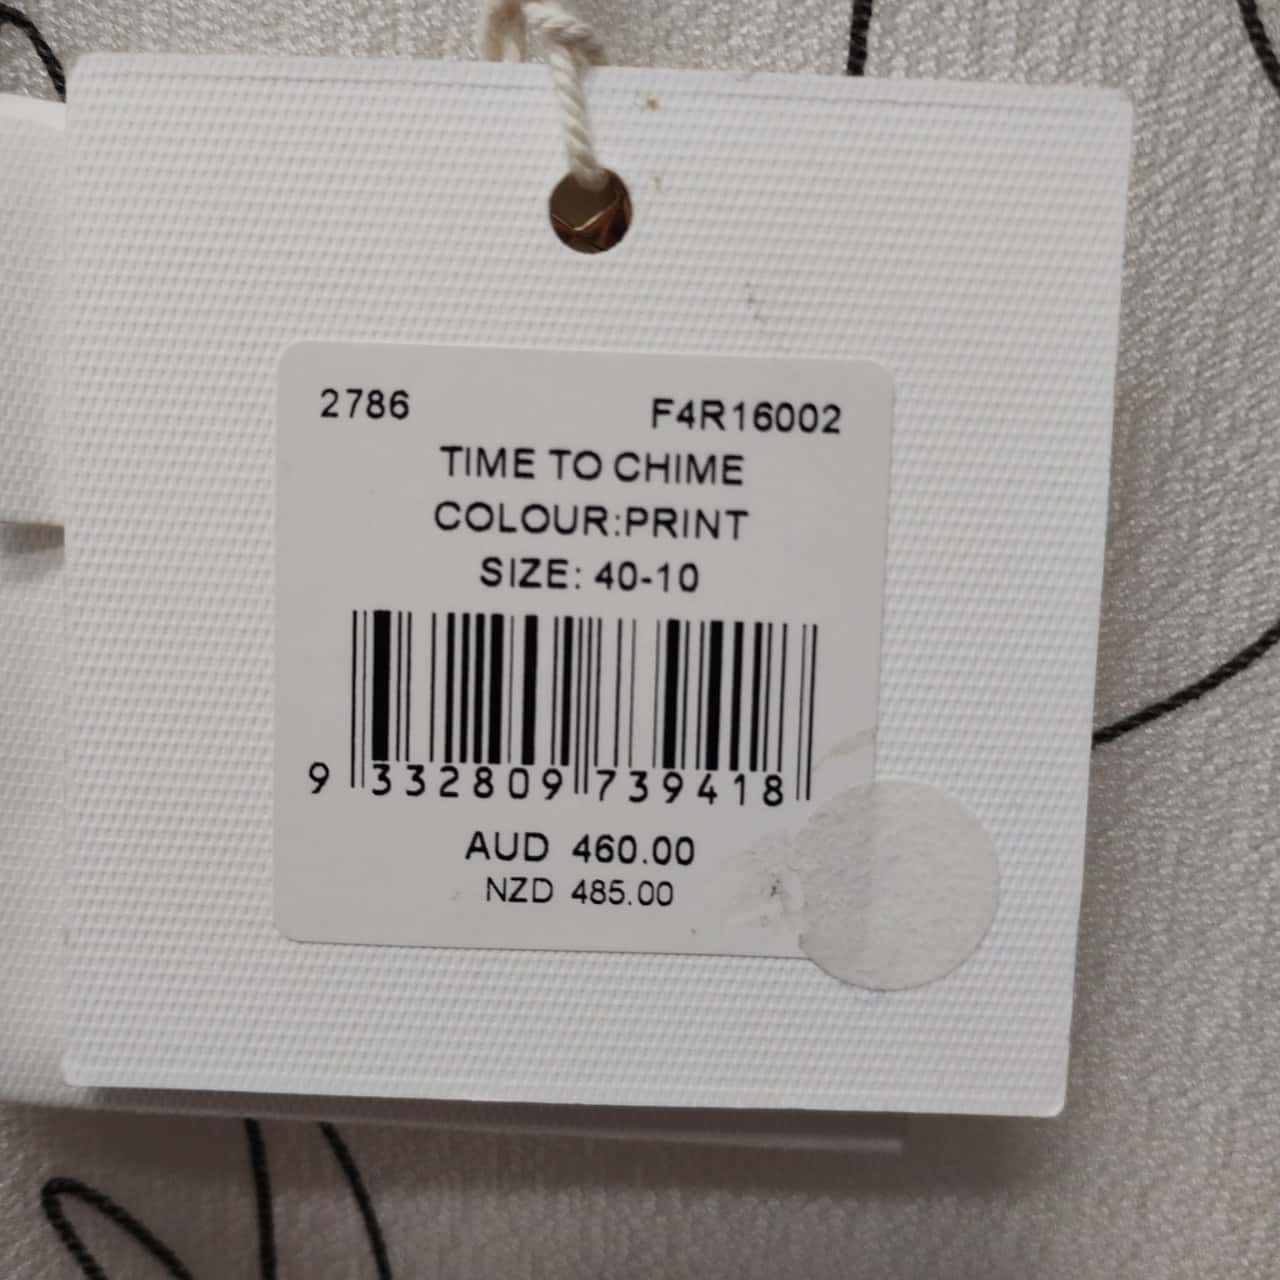 2786 F4R16002
TIME TO CHIME
COLOUR:PRINT
SIZE: 40-10
9 332809 739418
AUD 460.00
NZD 485.00